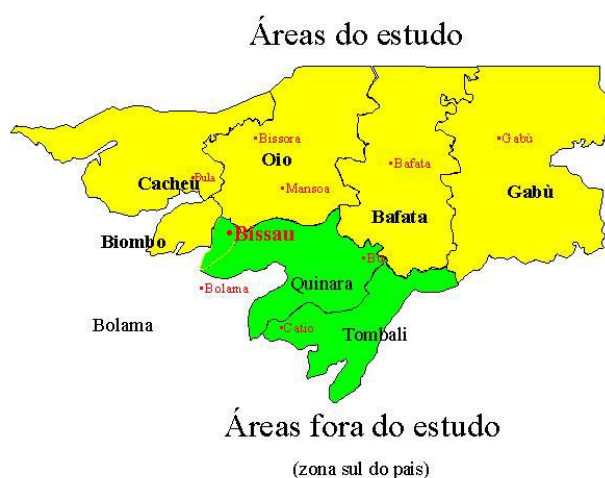 Áreas do estudo
Bissora
Gabù
Oio
Bafata
Cacheu
Bula
Mansoa
Gabù
Bafata
Biombo
Bissau
Bu
Bolama
Quinara
Bolama
Catio
Tombali
Áreas fora do estudo
(zona sul do pais)